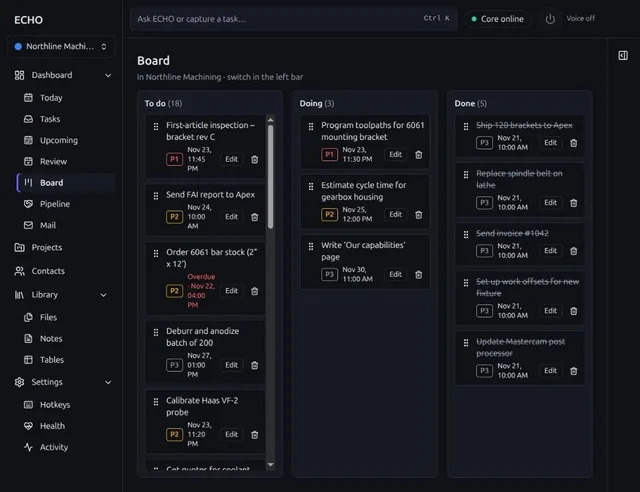 ECHO
Northline Machi...
Dashboard
Today
Tasks
Upcoming
Review
Board
Pipeline
Mail
Projects
Contacts
Library
Files
Notes
Tables
Settings
Hotkeys
Health
Activity
Ask ECHO or capture a task...
Ctrl K
Core online
Voice off
Board
In Northline Machining · switch in the left bar
To do (18)
First-article inspection –
bracket rev C
P1
Nov 23,
11:45
PM
Edit
Send FAI report to Apex
P2
Nov 24,
10:00
AM
Edit
Order 6061 bar stock (2"
x 12')
P2
Overdue
· Nov 22,
04:00
PM
Edit
Deburr and anodize
batch of 200
P3
Nov 27,
01:00
PM
Edit
Calibrate Haas VF-2
probe
P2
Nov 23,
11:20
PM
Edit
Get quotes for coolant
Doing (3)
Program toolpaths for 6061
mounting bracket
P1
Nov 23,
11:30 PM
Edit
Estimate cycle time for
gearbox housing
P2
Nov 25,
12:00 PM
Edit
Write 'Our capabilities'
page
P3
Nov 30,
11:00 AM
Edit
Done (5)
Ship 120 brackets to Apex
P3
Nov 21,
10:00 AM
Edit
Replace spindle belt on
lathe
P3
Nov 21,
10:00 AM
Edit
Send invoice #1042
P3
Nov 21,
10:00 AM
Edit
Set up work offsets for new
fixture
P3
Nov 21,
10:00 AM
Edit
Update Mastercam post
processor
P3
Nov 21,
10:00 AM
Edit